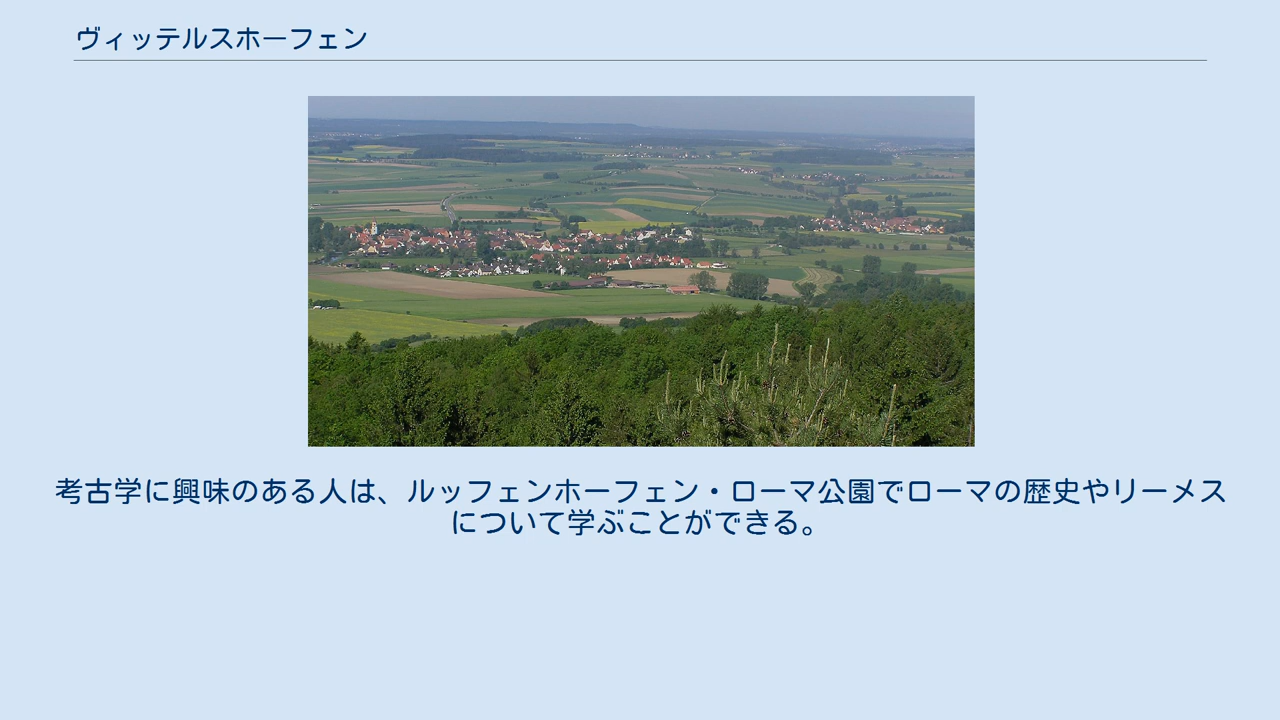 ヴィッテルスホーフェン
考古学に興味のある人は、ルッフェンホーフェン・ローマ公園でローマの歴史やリーメス
について学ぶことができる。